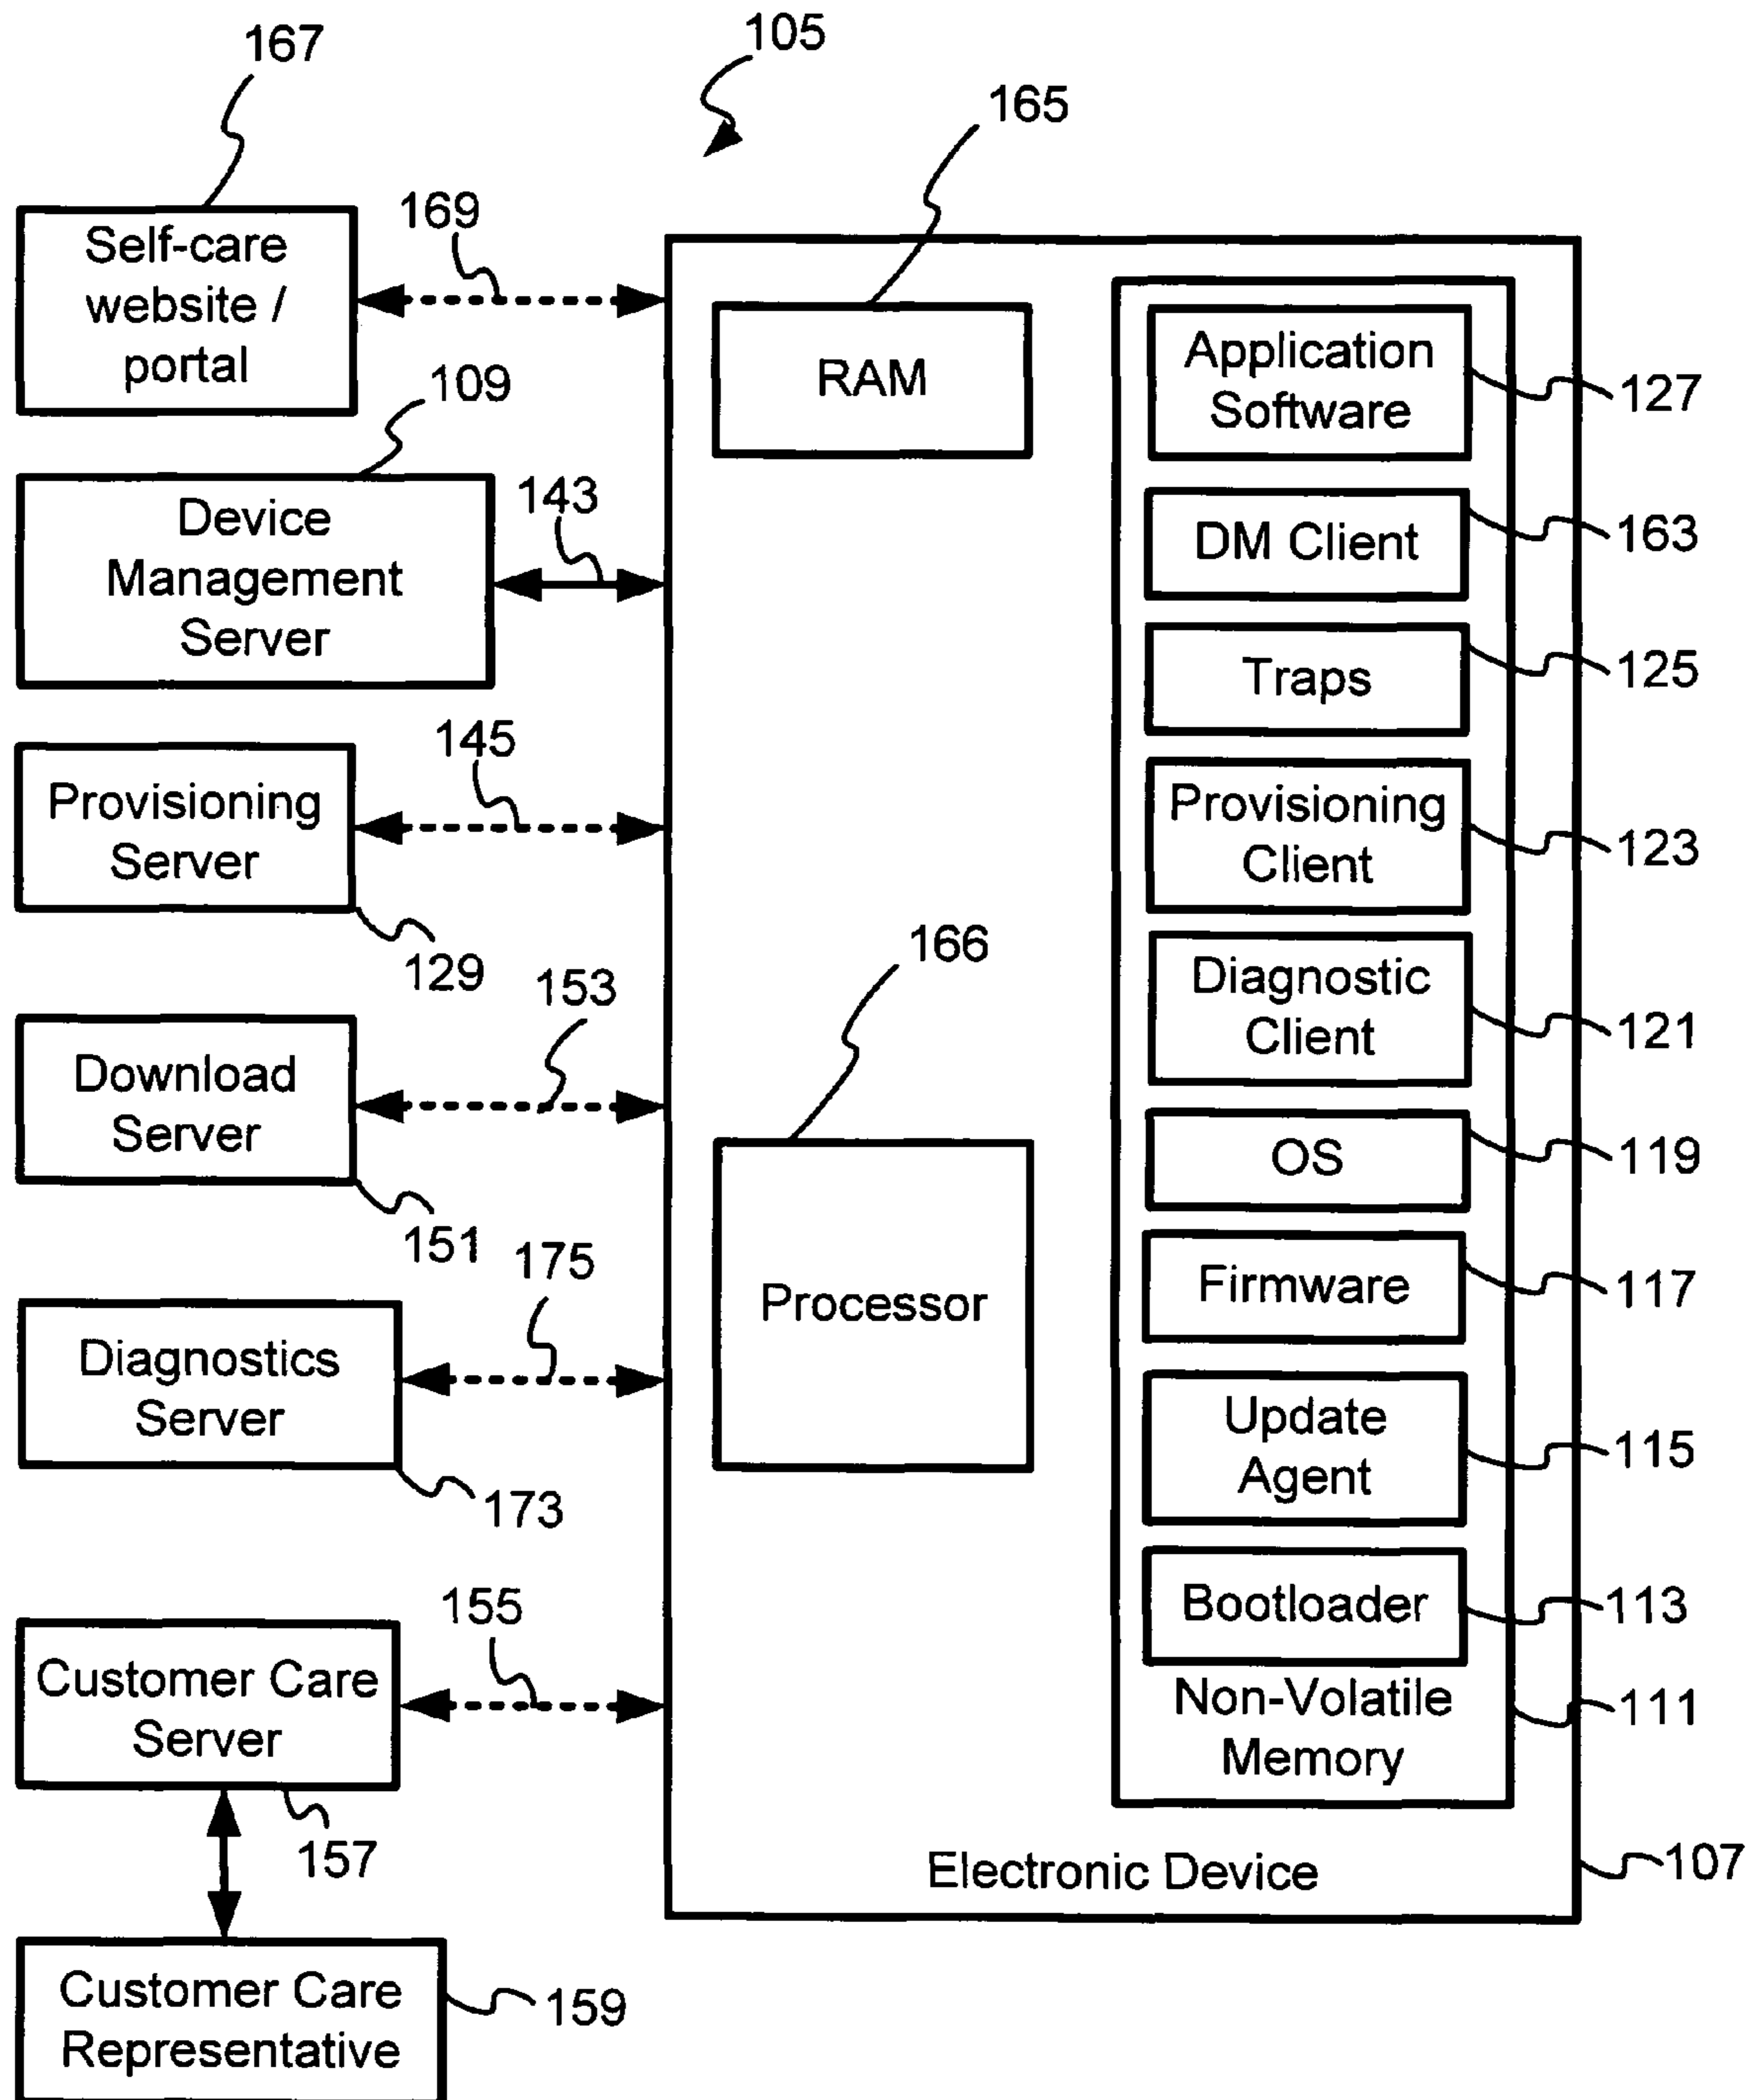 167
105
165
Self-care
website /
portal
169
RAM
Application
Software
127
109
Device
Management
Server
143
DM Client
163
Traps
125
Provisioning
Server
145
129
Provisioning
Client
123
166
Diagnostic
Client
121
Download
Server
153
151
OS
119
Processor
Firmware
117
Diagnostics
Server
175
173
Update
Agent
115
Bootloader
113
Customer Care
Server
155
157
Non-Volatile
Memory
111
Electronic Device
107
Customer Care
Representative
159